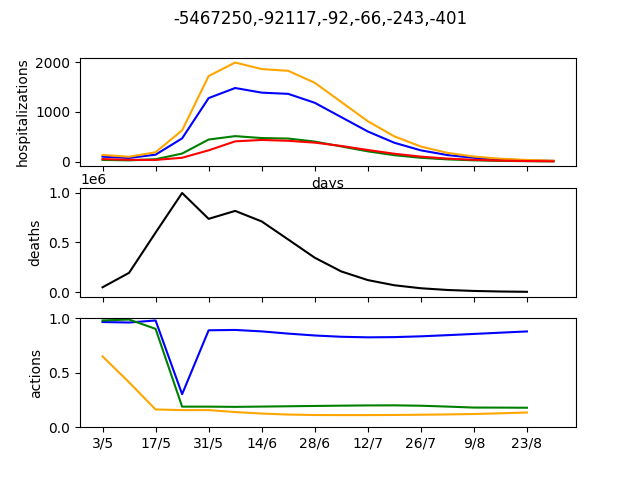 -5467250,-92117,-92,-66,-243,-401
hospitalizations
2000
1000
0
days
1e6
deaths
1.0
0.5
0.0
actions
1.0
0.5
0.0
3/5 17/5 31/5 14/6 28/6 12/7 26/7 9/8 23/8